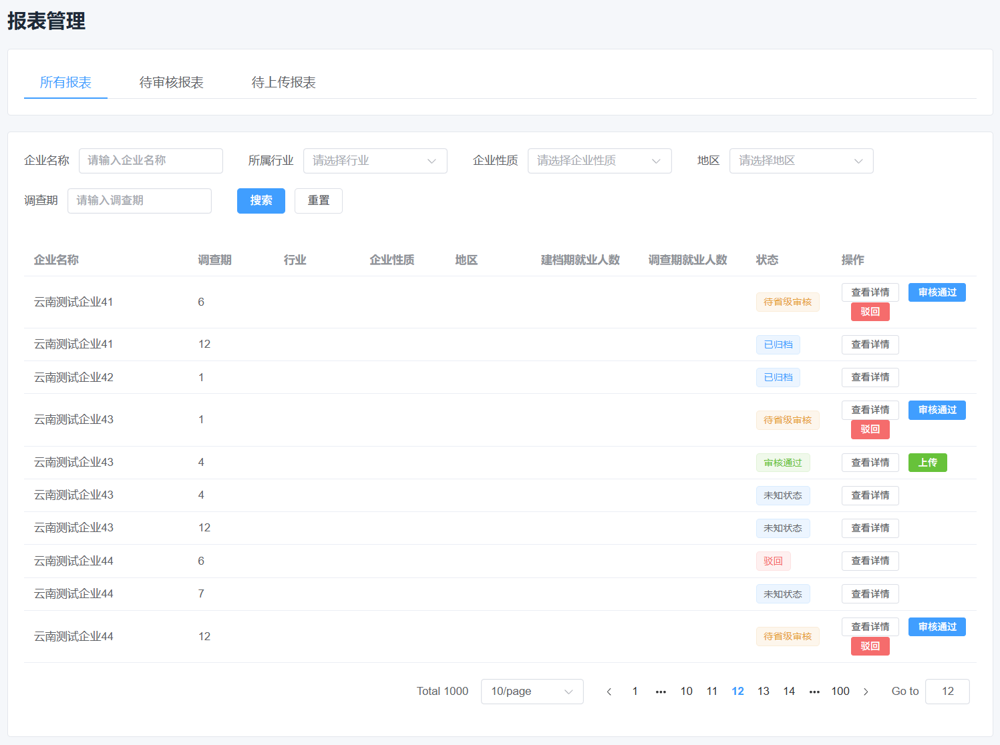 报表管理
所有报表 待审核报表 待上传报表
企业名称 请输入企业名称 所属行业 请选择行业 企业性质 请选择企业性质 地区 请选择地区
调查期 请输入调查期 搜索 重置
企业名称 调查期 行业 企业性质 地区 建档期就业人数 调查期就业人数 状态 操作
云南测试企业41 6 待省级审核 查看详情 审核通过
驳回
云南测试企业41 12 已归档 查看详情
云南测试企业42 1 已归档 查看详情
云南测试企业43 1 待省级审核 查看详情 审核通过
驳回
云南测试企业43 4 审核通过 查看详情 上传
云南测试企业43 4 未知状态 查看详情
云南测试企业43 12 未知状态 查看详情
云南测试企业44 6 驳回 查看详情
云南测试企业44 7 未知状态 查看详情
云南测试企业44 12 待省级审核 查看详情 审核通过
驳回
Total 1000 10/page 1 ••• 10 11 12 13 14 ••• 100 Go to 12